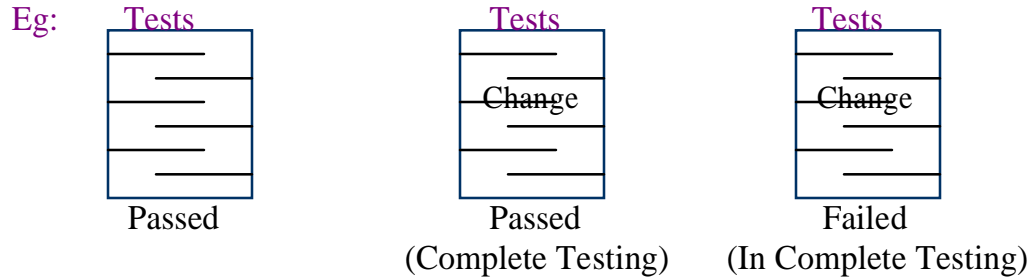 Eg: Tests Tests Tests
Change Change
Passed Passed Failed
(Complete Testing) (In Complete Testing)